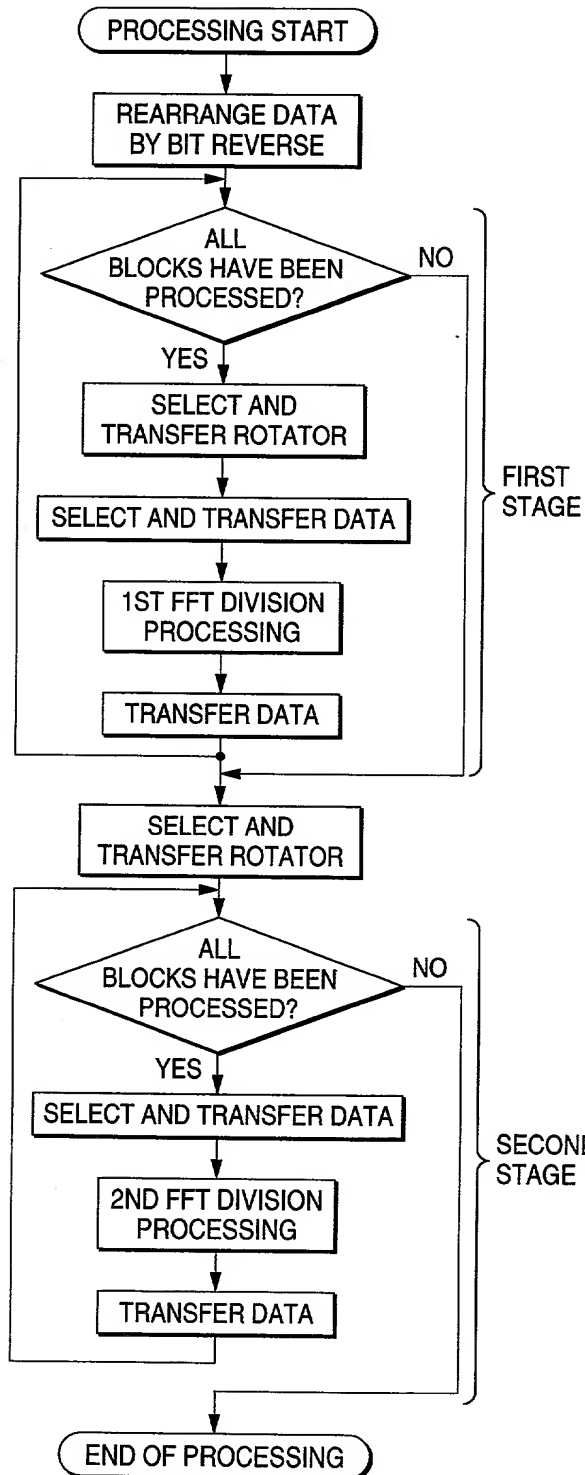 PROCESSING START
REARRANGE DATA
BY BIT REVERSE
ALL
BLOCKS HAVE BEEN
PROCESSED?
NO
YES
SELECT AND
TRANSFER ROTATOR
SELECT AND TRANSFER DATA
1ST FFT DIVISION
PROCESSING
TRANSFER DATA
FIRST
STAGE
SELECT AND
TRANSFER ROTATOR
ALL
BLOCKS HAVE BEEN
PROCESSED?
NO
YES
SELECT AND TRANSFER DATA
2ND FFT DIVISION
PROCESSING
TRANSFER DATA
SECONI
STAGE
END OF PROCESSING